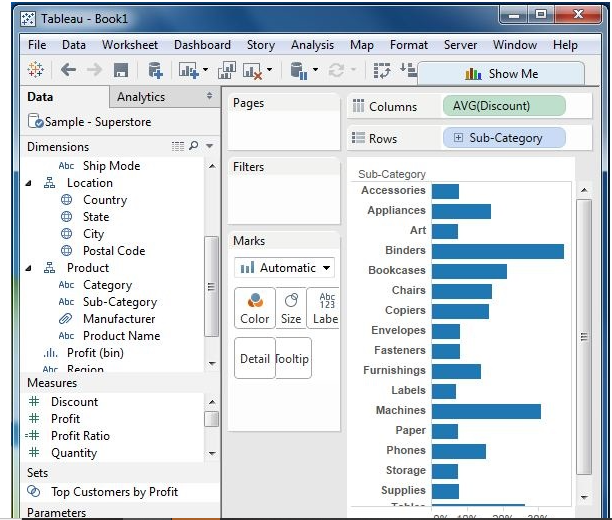 Tableau - Book1
File Data Worksheet Dashboard Story Analysis Map Format Server Window Help
Show Me
Data Analytics
Sample - Superstore
Dimensions
Abc Ship Mode
Location
Country
State
City
Postal Code
Product
Abc Category
Abc Sub-Category
Manufacturer
Abc Product Name
Profit (bin)
Abc Region
Measures
# Discount
# Profit
=# Profit Ratio
# Quantity
Sets
Top Customers by Profit
Parameters
Pages
Filters
Marks
Automatic
Abc
123
Color Size Labe
Detail Tooltip
Columns AVG(Discount)
Rows Sub-Category
Sub-Category
Accessories
Appliances
Art
Binders
Bookcases
Chairs
Copiers
Envelopes
Fasteners
Furnishings
Labels
Machines
Paper
Phones
Storage
Supplies
Tables
0% 10% 20% 30%